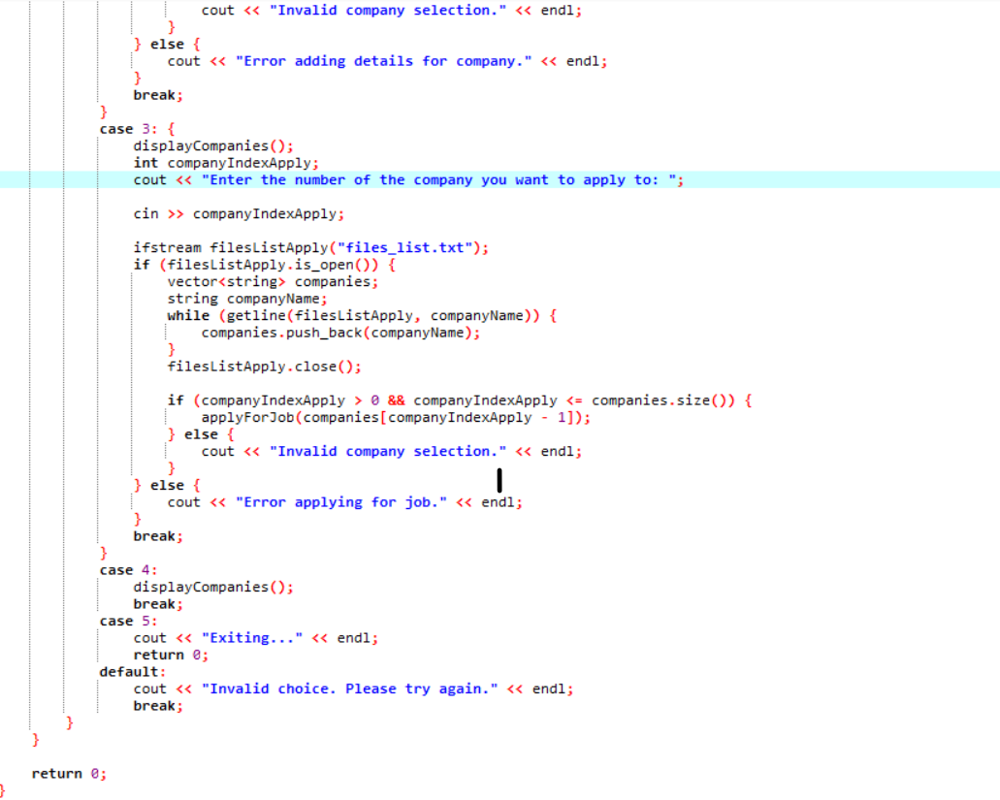 cout << "Invalid company selection." << endl;
}
} else {
cout << "Error adding details for company." << endl;
}
break;
}
case 3: {
displayCompanies();
int companyIndexApply;
cout << "Enter the number of the company you want to apply to: ";
cin >> companyIndexApply;
ifstream filesListApply("files_list.txt");
if (filesListApply.is_open()) {
vector<string> companies;
string companyName;
while (getline(filesListApply, companyName)) {
companies.push_back(companyName);
}
filesListApply.close();
if (companyIndexApply > 0 && companyIndexApply <= companies.size()) {
applyForJob(companies[companyIndexApply - 1]);
} else {
cout << "Invalid company selection." << endl;
}
} else {
cout << "Error applying for job." << endl;
}
break;
}
case 4:
displayCompanies();
break;
case 5:
cout << "Exiting..." << endl;
return 0;
default:
cout << "Invalid choice. Please try again." << endl;
break;
}
}
return 0;
}